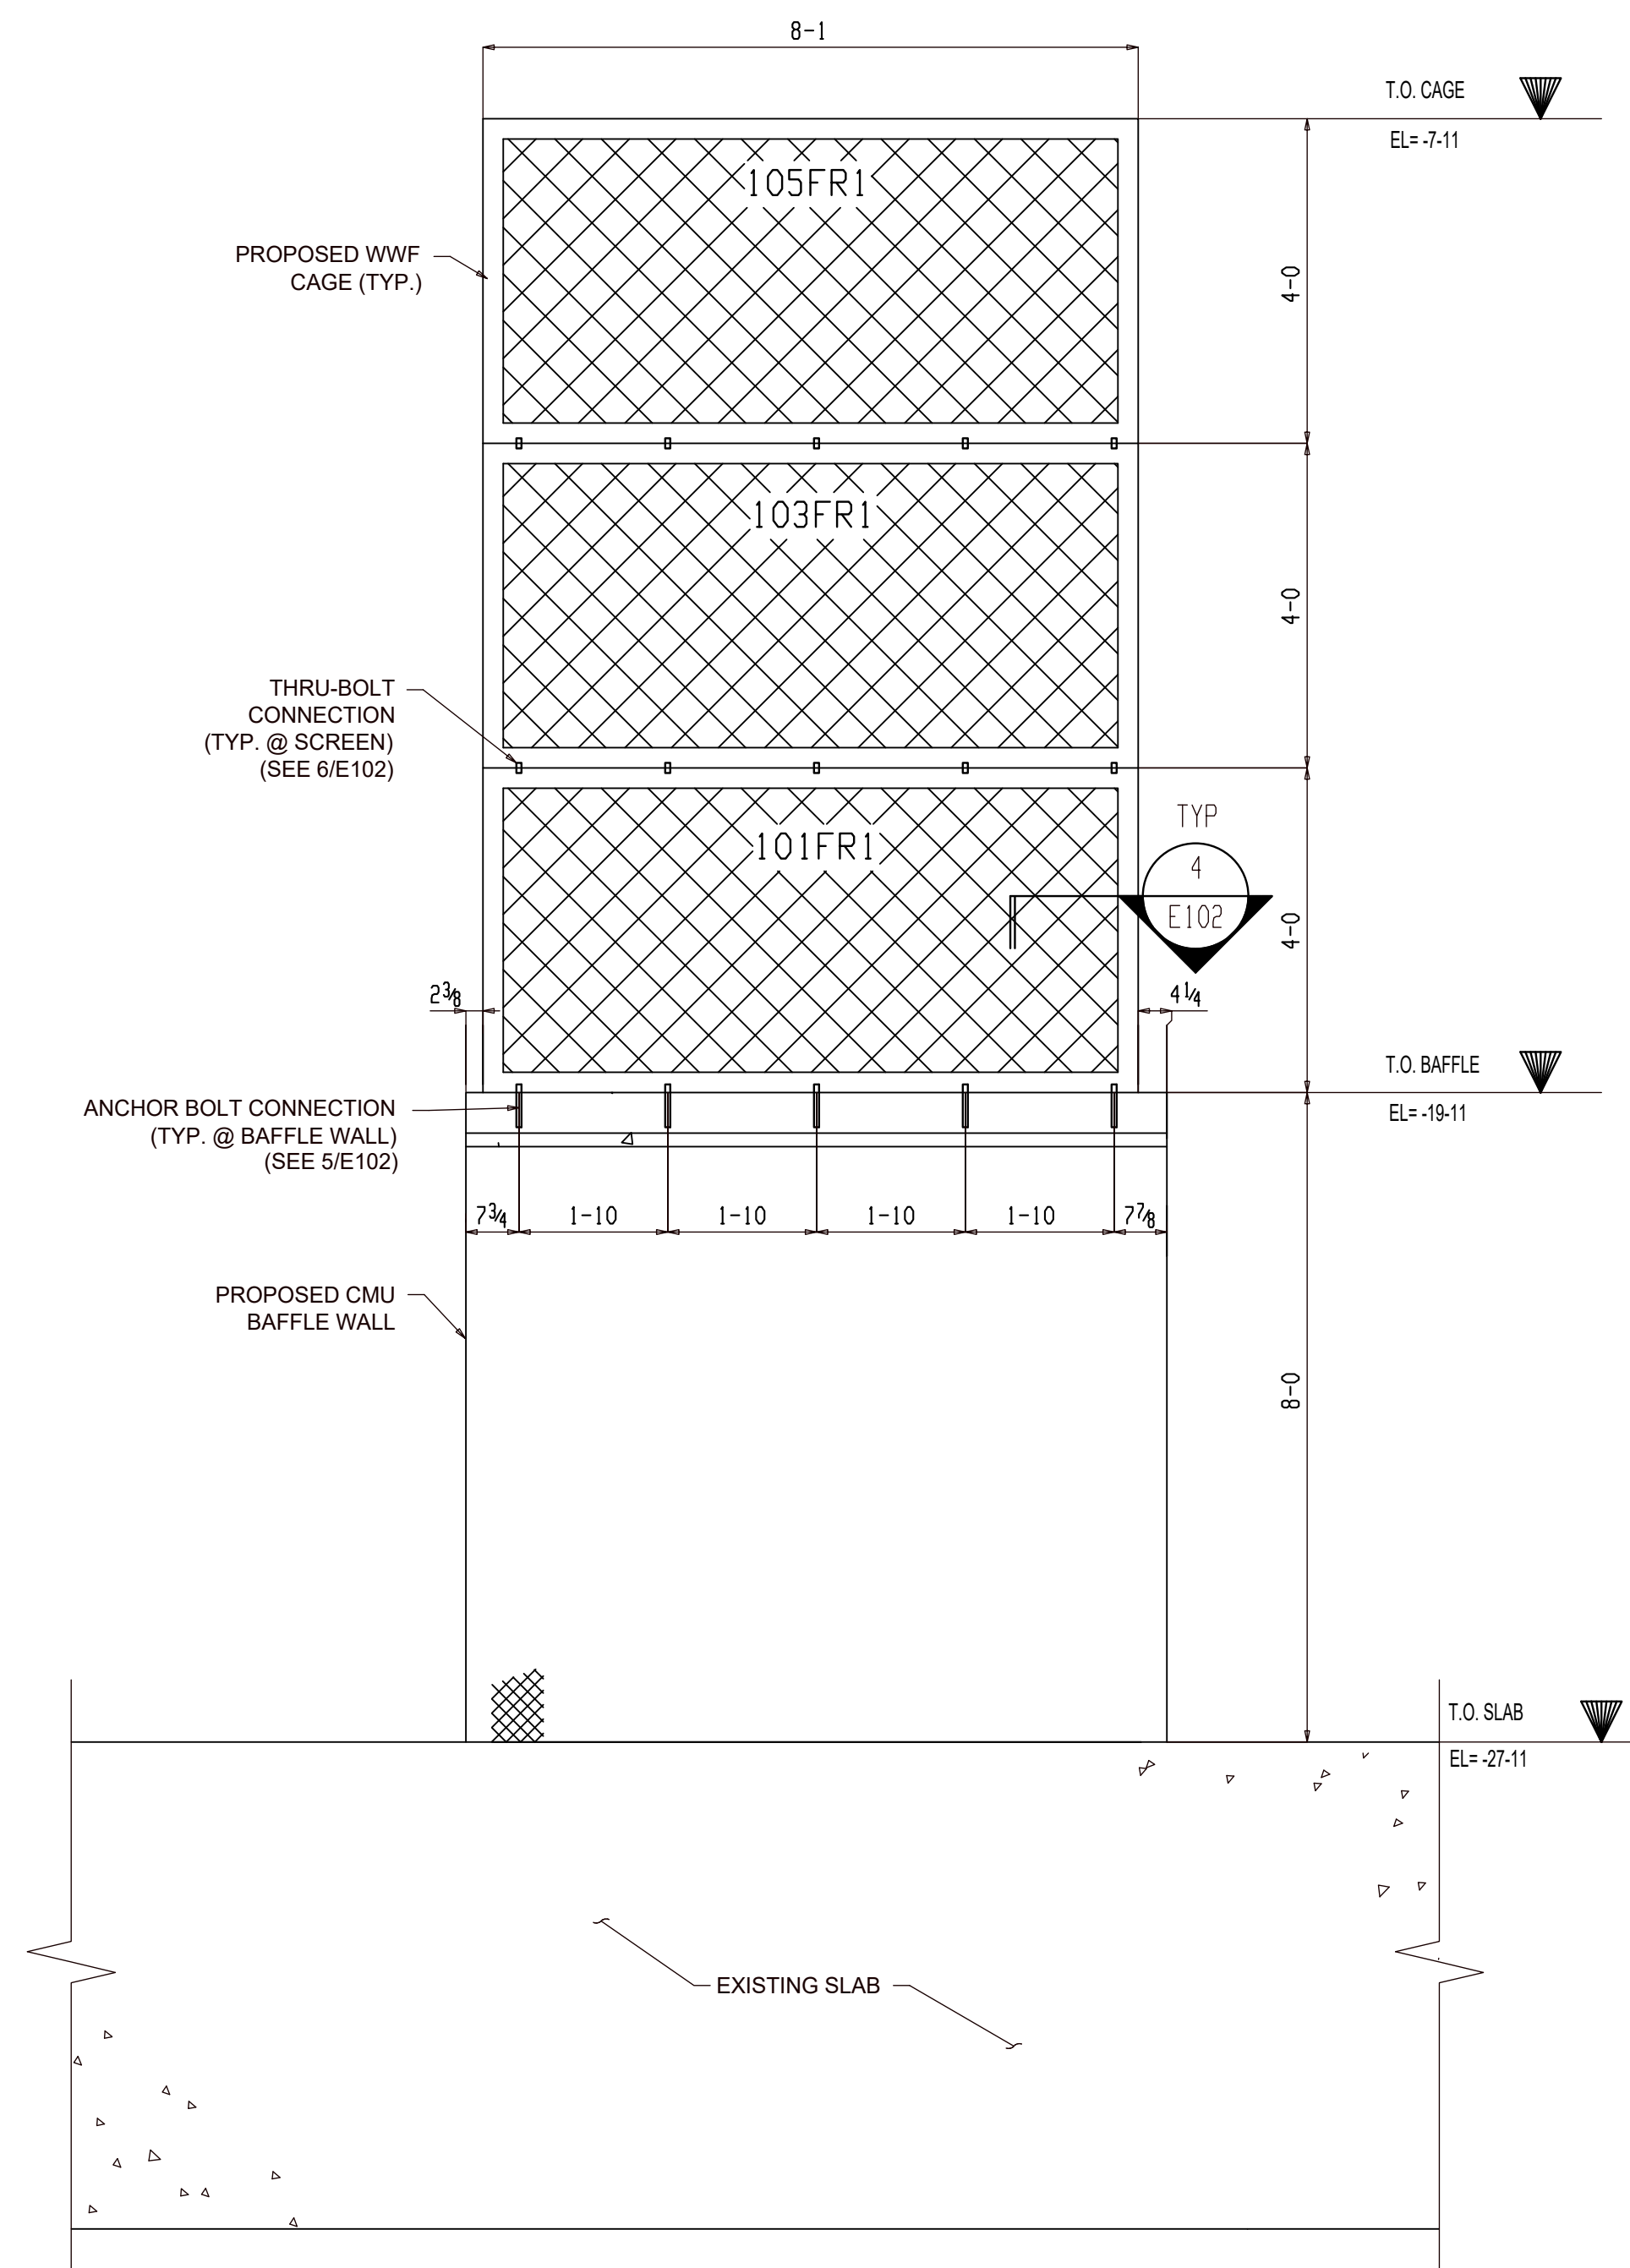 8-1
T.O. CAGE
EL= -7-11
105FR1
PROPOSED WWF
CAGE (TYP.)
4-0
103FR1
4-0
THRU-BOLT
CONNECTION
(TYP. @ SCREEN)
(SEE 6/E102)
101FR1
TYP
4
E102
4-0
2 3/8
4 1/4
T.O. BAFFLE
EL= -19-11
ANCHOR BOLT CONNECTION
(TYP. @ BAFFLE WALL)
(SEE 5/E102)
7 3/4
1-10
1-10
1-10
1-10
7 7/8
PROPOSED CMU
BAFFLE WALL
8-0
T.O. SLAB
EL= -27-11
EXISTING SLAB